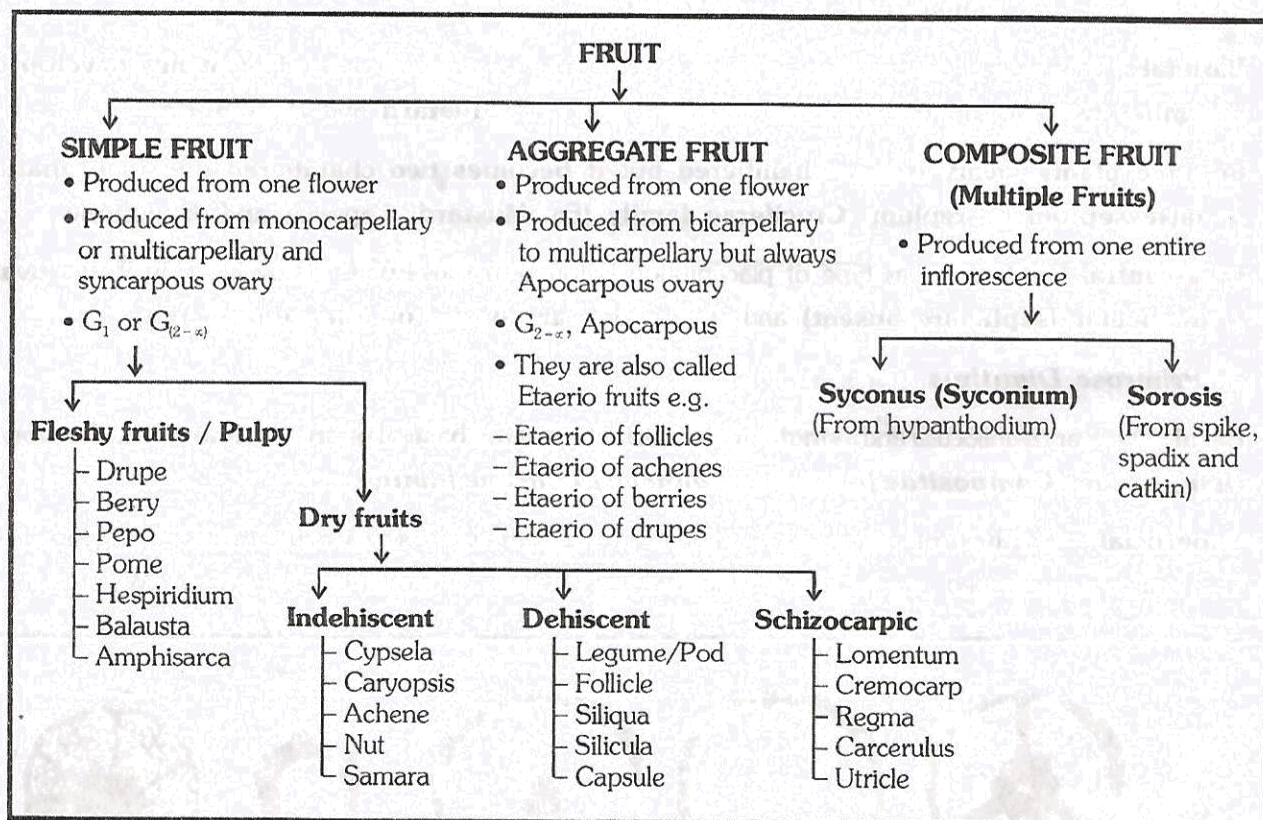 FRUIT
SIMPLE FRUIT
• Produced from one flower
• Produced from monocarpellary
or multicarpellary and
syncarpous ovary
• G₁ or G₍₂₋∝₎
Fleshy fruits / Pulpy
– Drupe
– Berry
– Pepo
– Pome
– Hespiridium
– Balausta
– Amphisarca
Dry fruits
Indehiscent
– Cypsela
– Caryopsis
– Achene
– Nut
– Samara
Dehiscent
– Legume/Pod
– Follicle
– Siliqua
– Silicula
– Capsule
Schizocarpic
– Lomentum
– Cremocarp
– Regma
– Carcerulus
– Utricle
AGGREGATE FRUIT
• Produced from one flower
• Produced from bicarpellary
to multicarpellary but always
Apocarpous ovary
• G₂₋∝, Apocarpous
• They are also called
Etaerio fruits e.g.
– Etaerio of follicles
– Etaerio of achenes
– Etaerio of berries
– Etaerio of drupes
COMPOSITE FRUIT
(Multiple Fruits)
• Produced from one entire
inflorescence
Syconus (Syconium)
(From hypanthodium)
Sorosis
(From spike,
spadix and
catkin)